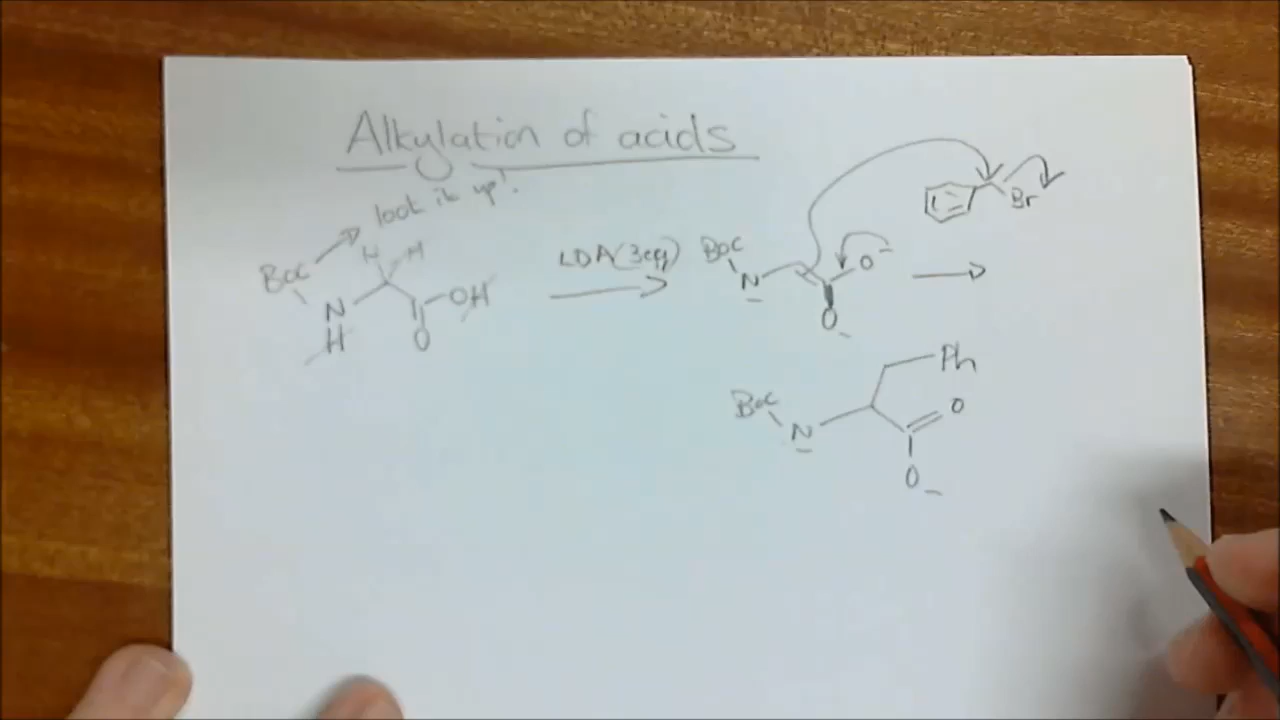 Alkylation of acids
look it up!
Boc
H H
N
H
OH
O
LDA (3eq)
Boc
N
O
O
Br
Boc
N
Ph
O
O